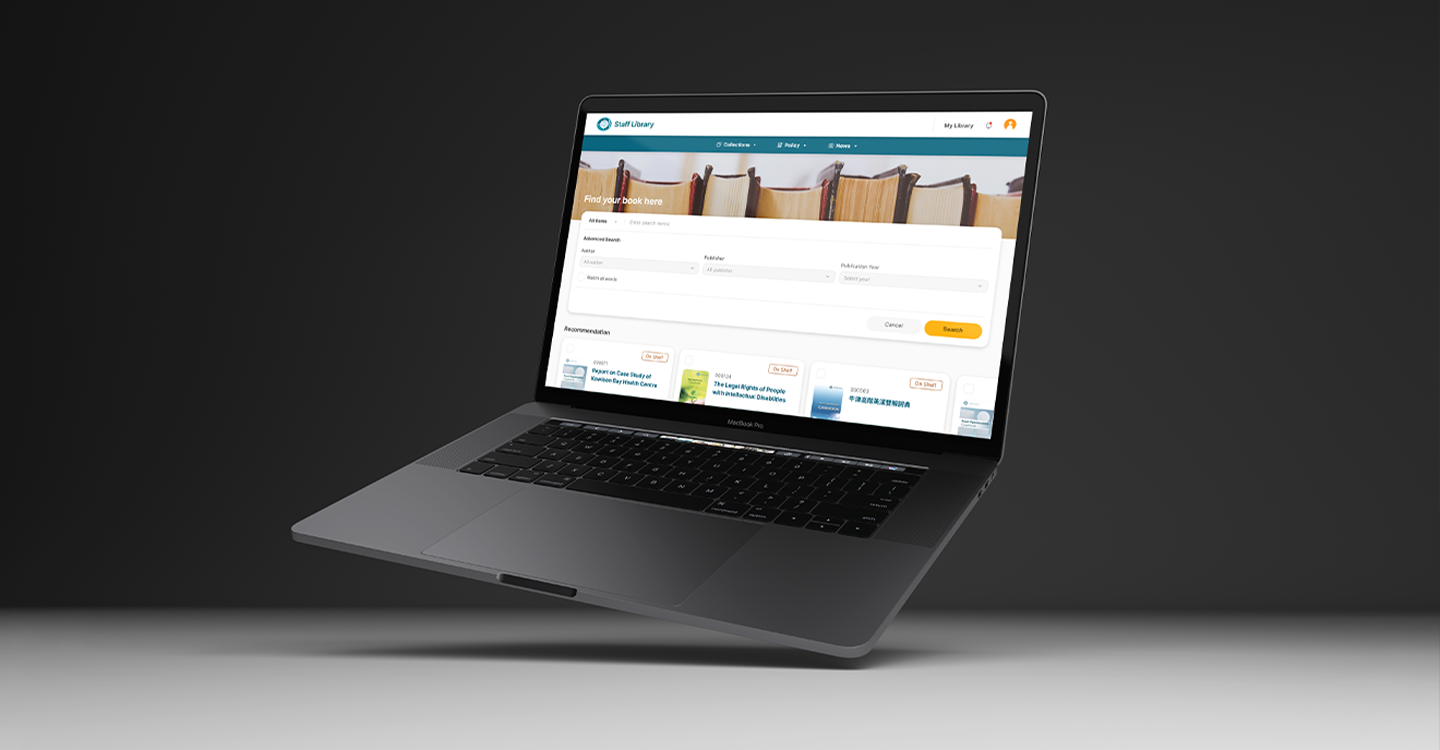 Staff Library
My Library
Collections
Policy
News
Find your book here
All items
Enter search items
Advanced Search
Author
Publisher
Publication Year
All author
All publisher
Select year
Match all words
Cancel
Search
Recommendation
On Shelf
On Shelf
On Shelf
Report on Case Study of
Kowloon Bay Health Centre
The Legal Rights of People
with Intellectual Disabilities
牛津高階英漢雙解詞典
MacBook Pro